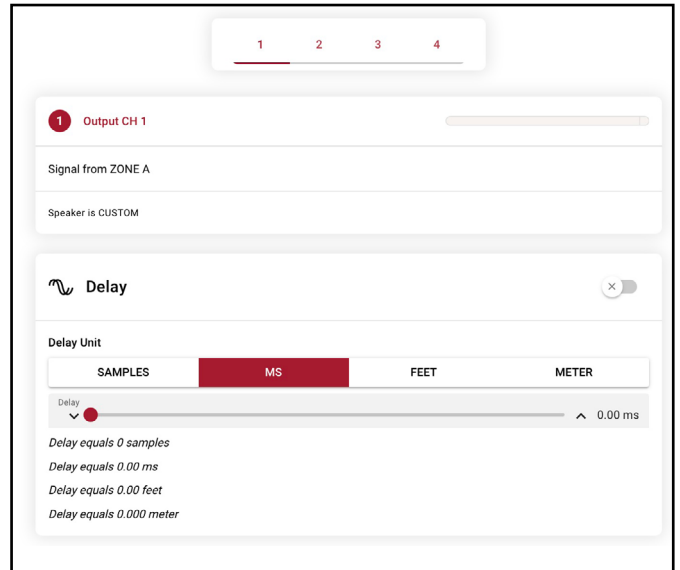 1 2 3 4
1 Output CH 1
Signal from ZONE A
Speaker is CUSTOM
Delay
Delay Unit
SAMPLES MS FEET METER
Delay
0.00 ms
Delay equals 0 samples
Delay equals 0.00 ms
Delay equals 0.00 feet
Delay equals 0.000 meter